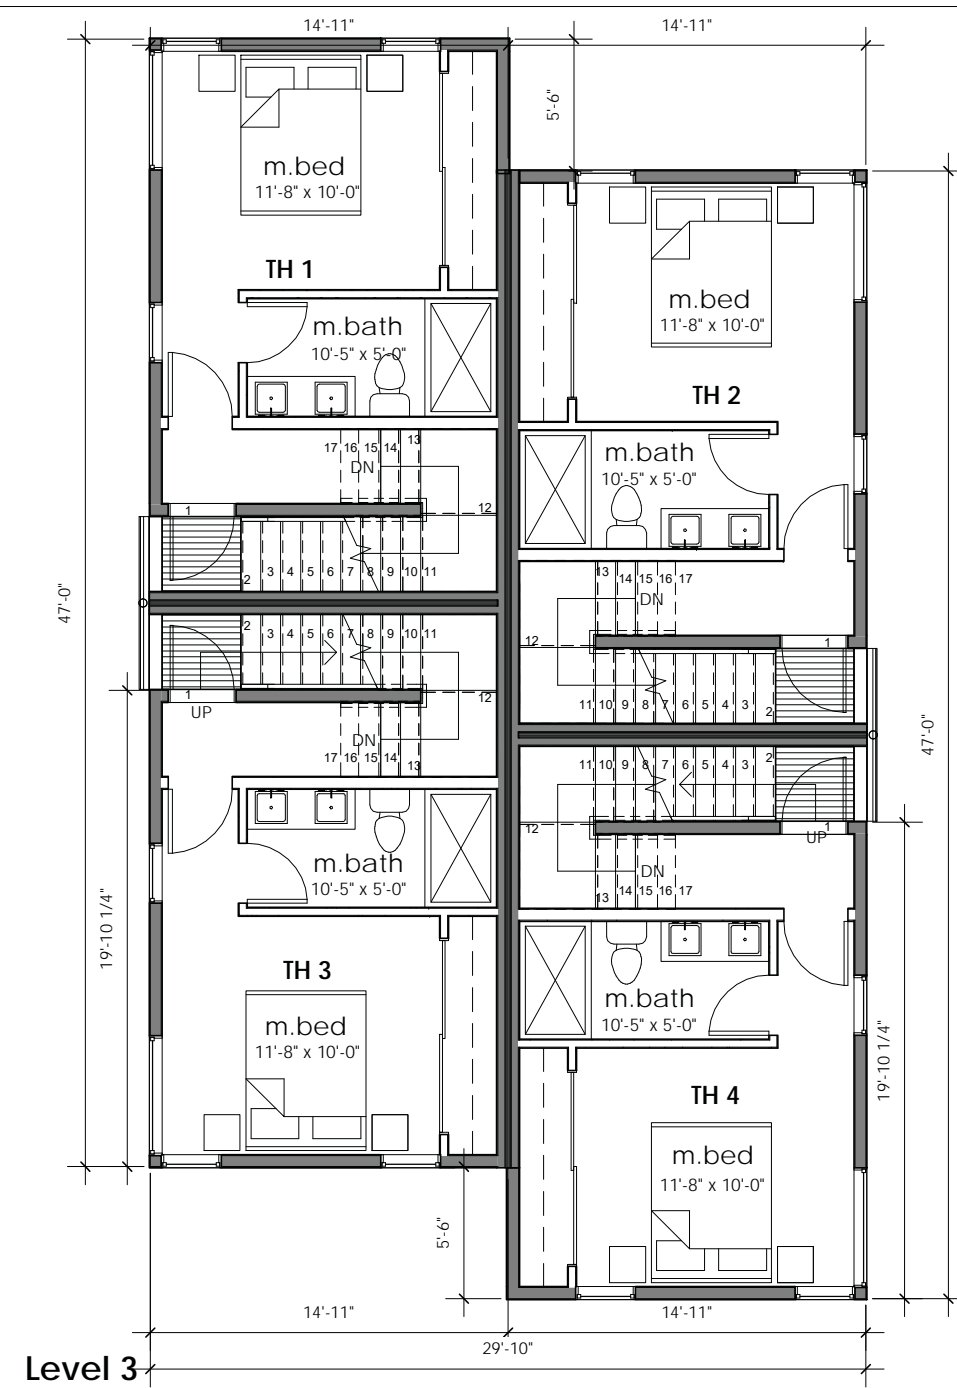 14'-11"
14'-11"
5'-6"
m.bed
11'-8" x 10'-0"
TH 1
m.bath
10'-5" x 5'-0"
m.bed
11'-8" x 10'-0"
TH 2
m.bath
10'-5" x 5'-0"
17 16 15 14 13
DN
12
1
2 3 4 5 6 7 8 9 10 11
13 14 15 16 17
DN
12
1
11 10 9 8 7 6 5 4 3 2
47'-0"
2 3 4 5 6 7 8 9 10 11
1
UP
12
DN
17 16 15 14 13
47'-0"
11 10 9 8 7 6 5 4 3 2
12
1
UP
DN
13 14 15 16 17
m.bath
10'-5" x 5'-0"
TH 3
m.bed
11'-8" x 10'-0"
19'-10 1/4"
m.bath
10'-5" x 5'-0"
TH 4
m.bed
11'-8" x 10'-0"
19'-10 1/4"
5'-6"
14'-11"
14'-11"
29'-10"
Level 3